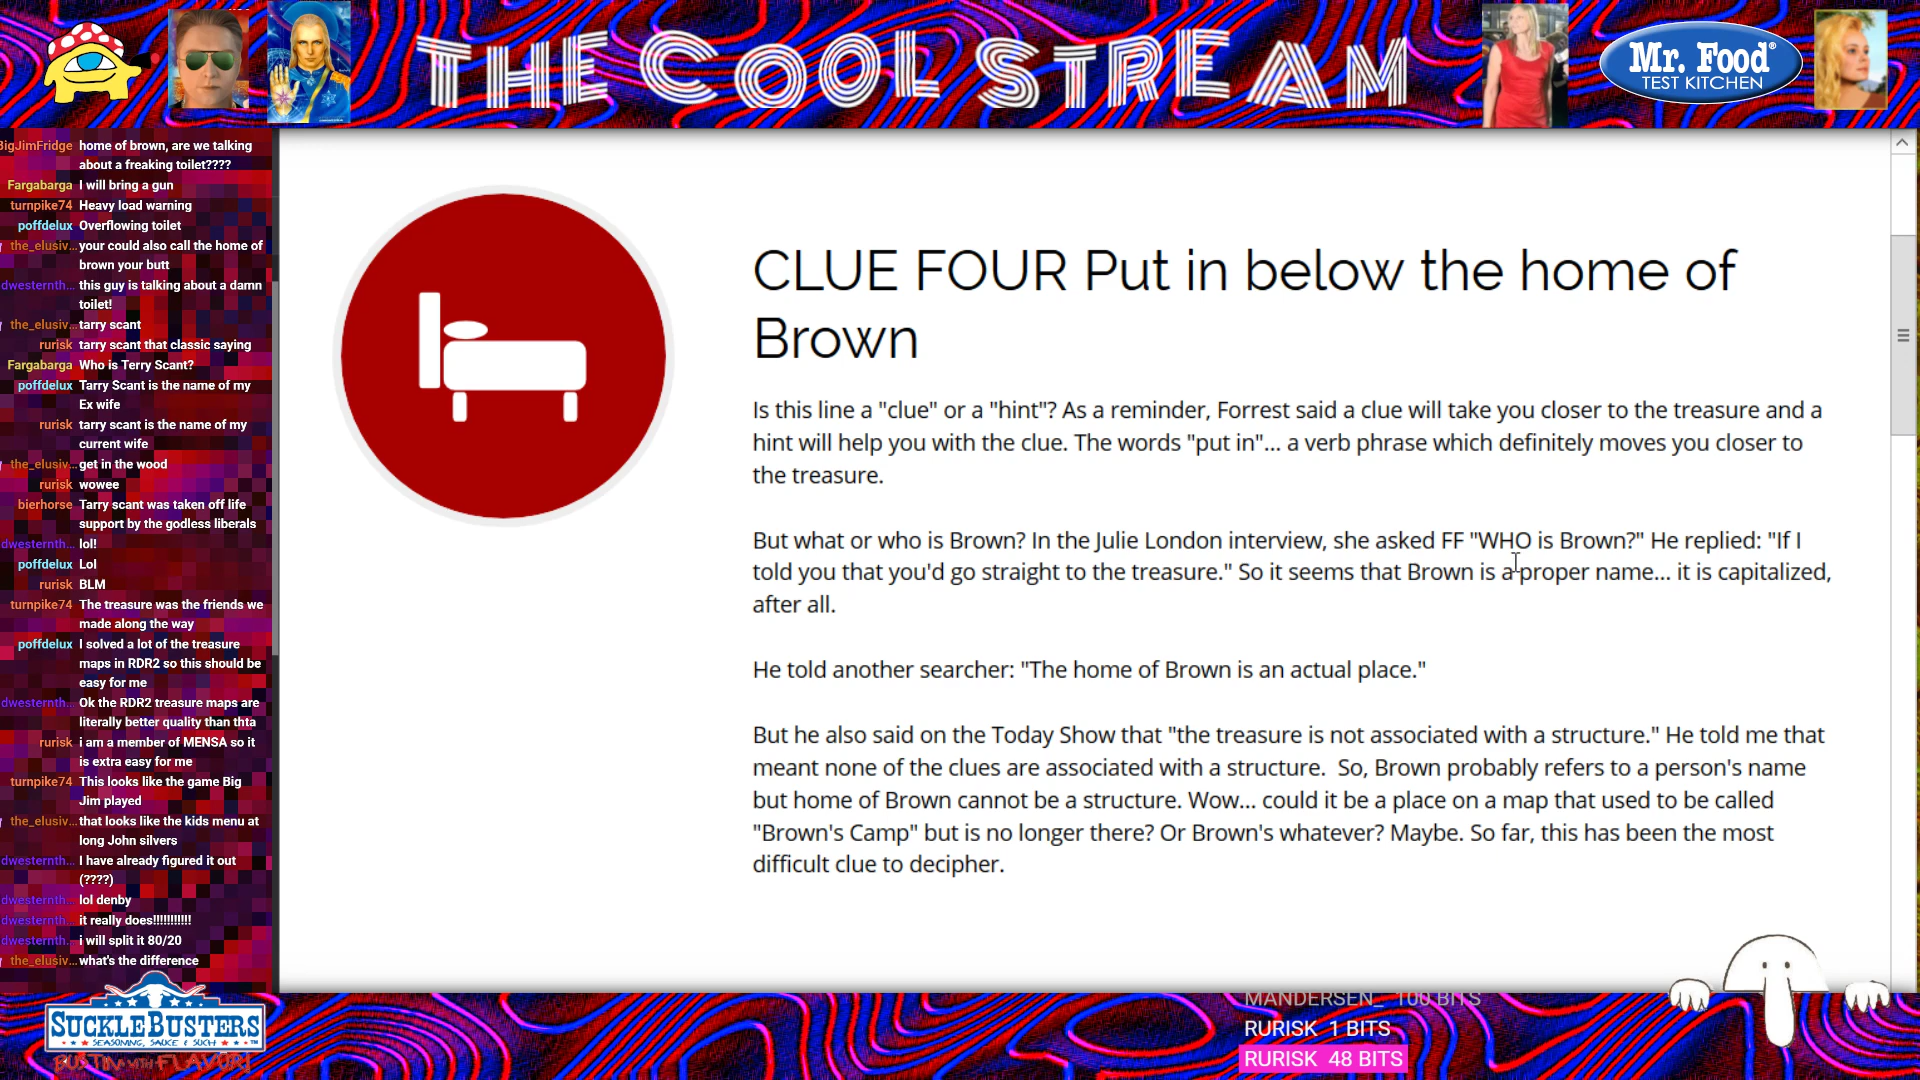 THE COOL STREAM
Mr. Food®
TEST KITCHEN
BigJimFridge home of brown, are we talking
about a freaking toilet????
Fargabarga I will bring a gun
turnpike74 Heavy load warning
poffdelux Overflowing toilet
the_elusiv... your could also call the home of
brown your butt
dwesternth... this guy is talking about a damn
toilet!
the_elusiv... tarry scant
rurisk tarry scant that classic saying
Fargabarga Who is Terry Scant?
poffdelux Tarry Scant is the name of my
Ex wife
rurisk tarry scant is the name of my
current wife
the_elusiv... get in the wood
rurisk wowee
bierhorse Tarry scant was taken off life
support by the godless liberals
dwesternth... lol!
poffdelux Lol
rurisk BLM
turnpike74 The treasure was the friends we
made along the way
poffdelux I solved a lot of the treasure
maps in RDR2 so this should be
easy for me
dwesternth... Ok the RDR2 treasure maps are
literally better quality than thta
rurisk i am a member of MENSA so it
is extra easy for me
turnpike74 This looks like the game Big
Jim played
the_elusiv... that looks like the kids menu at
long John silvers
dwesternth... I have already figured it out
(????)
dwesternth... lol denby
dwesternth... it really does!!!!!!!!!!!
dwesternth... i will split it 80/20
the_elusiv... what's the difference
CLUE FOUR Put in below the home of
Brown
Is this line a "clue" or a "hint"? As a reminder, Forrest said a clue will take you closer to the treasure and a
hint will help you with the clue. The words "put in"... a verb phrase which definitely moves you closer to
the treasure.
But what or who is Brown? In the Julie London interview, she asked FF "WHO is Brown?" He replied: "If I
told you that you'd go straight to the treasure." So it seems that Brown is a proper name... it is capitalized,
after all.
He told another searcher: "The home of Brown is an actual place."
But he also said on the Today Show that "the treasure is not associated with a structure." He told me that
meant none of the clues are associated with a structure.  So, Brown probably refers to a person's name
but home of Brown cannot be a structure. Wow... could it be a place on a map that used to be called
"Brown's Camp" but is no longer there? Or Brown's whatever? Maybe. So far, this has been the most
difficult clue to decipher.
SUCKLEBUSTERS
SEASONING, SAUCE & SUCH
BUSTIN WITH FLAVOR!
MANDERSEN_ 100 BITS
RURISK 1 BITS
RURISK 48 BITS